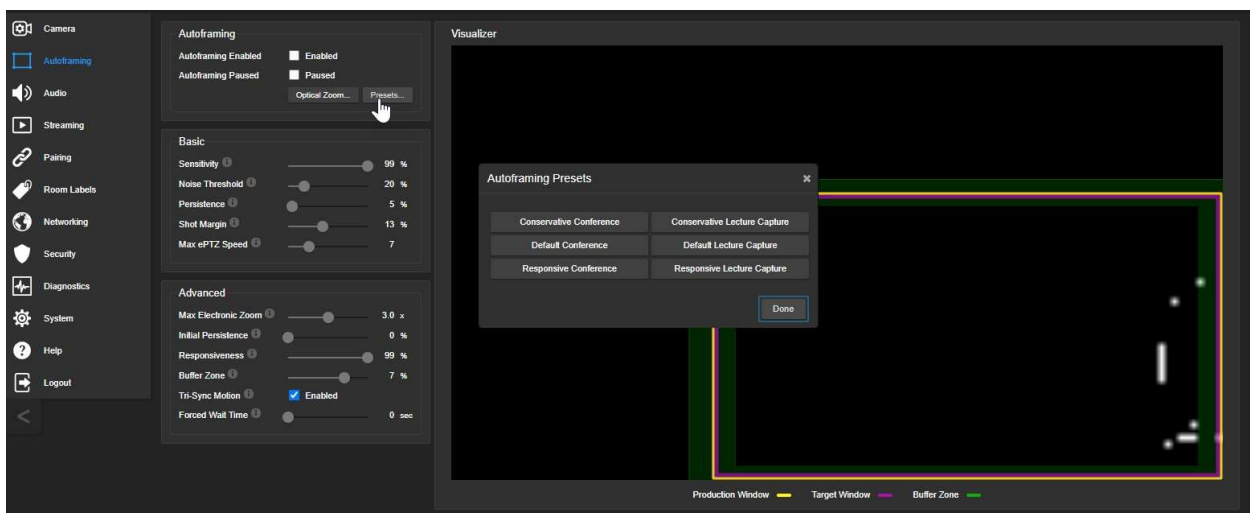 Camera
Autoframing
Audio
Streaming
Pairing
Room Labels
Networking
Security
Diagnostics
System
Help
Logout
<
Autoframing
Autoframing Enabled Enabled
Autoframing Paused Paused
Optical Zoom... Presets...
Basic
Sensitivity 99 %
Noise Threshold 20 %
Persistence 5 %
Shot Margin 13 %
Max ePTZ Speed 7
Advanced
Max Electronic Zoom 3.0 x
Initial Persistence 0 %
Responsiveness 99 %
Buffer Zone 7 %
Tri-Sync Motion Enabled
Forced Wait Time 0 sec
Visualizer
Autoframing Presets ×
Conservative Conference Conservative Lecture Capture
Default Conference Default Lecture Capture
Responsive Conference Responsive Lecture Capture
Done
Production Window Target Window Buffer Zone